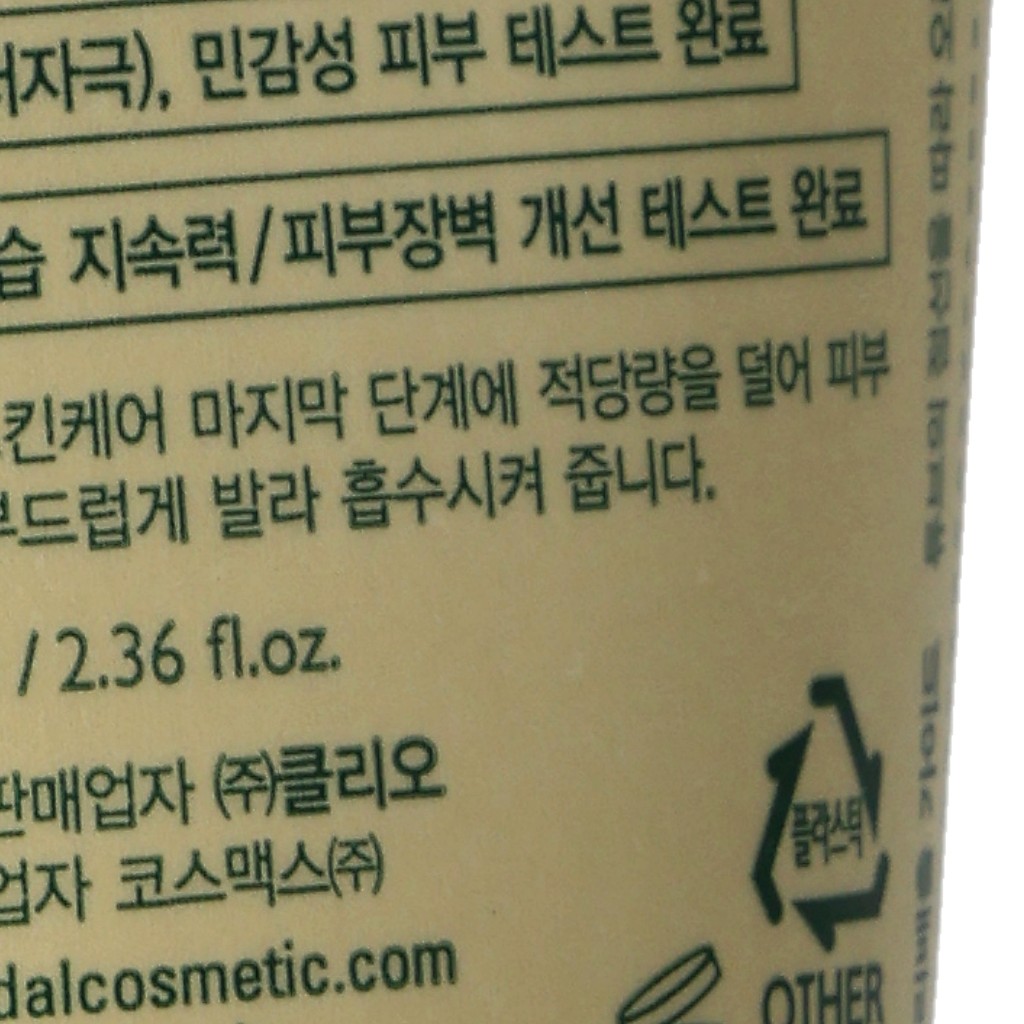 저자극), 민감성 피부 테스트 완료
습 지속력/피부장벽 개선 테스트 완료
스킨케어 마지막 단계에 적당량을 덜어 피부
부드럽게 발라 흡수시켜 줍니다.
/ 2.36 fl.oz.
판매업자 ㈜클리오
업자 코스맥스㈜
dalcosmetic.com
플라스틱
OTHER